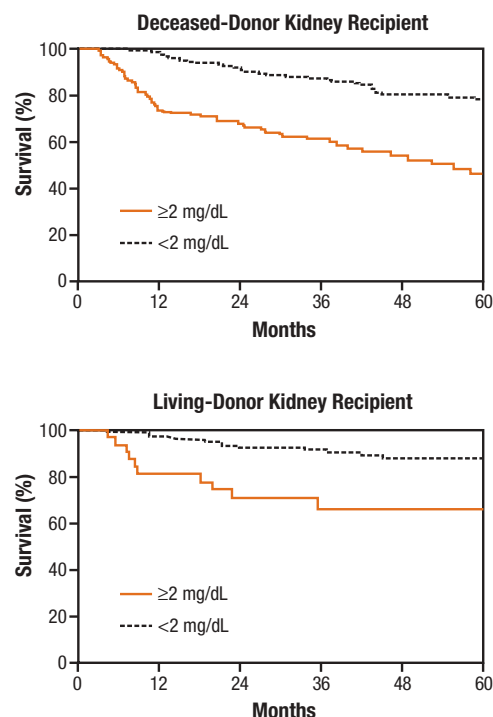 Deceased-Donor Kidney Recipient
Survival (%)
100
80
60
40
20
0
≥2 mg/dL
<2 mg/dL
0 12 24 36 48 60
Months
Living-Donor Kidney Recipient
Survival (%)
100
80
60
40
20
0
≥2 mg/dL
<2 mg/dL
0 12 24 36 48 60
Months